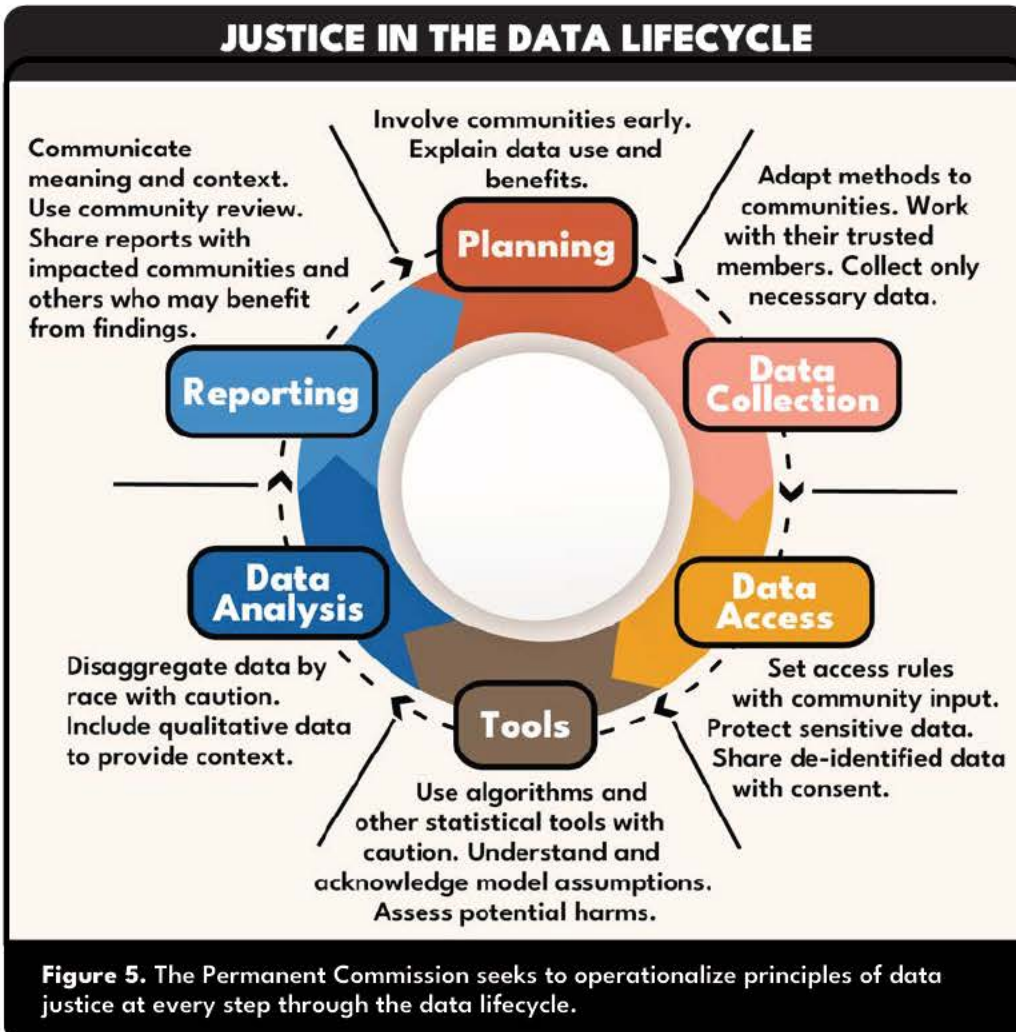 JUSTICE IN THE DATA LIFECYCLE
Involve communities early.
Explain data use and
benefits.
Planning
Adapt methods to
communities. Work
with their trusted
members. Collect only
necessary data.
Data
Collection
Data
Access
Set access rules
with community input.
Protect sensitive data.
Share de-identified data
with consent.
Tools
Use algorithms and
other statistical tools with
caution. Understand and
acknowledge model assumptions.
Assess potential harms.
Data
Analysis
Disaggregate data by
race with caution.
Include qualitative data
to provide context.
Reporting
Communicate
meaning and context.
Use community review.
Share reports with
impacted communities and
others who may benefit
from findings.
Figure 5. The Permanent Commission seeks to operationalize principles of data
justice at every step through the data lifecycle.